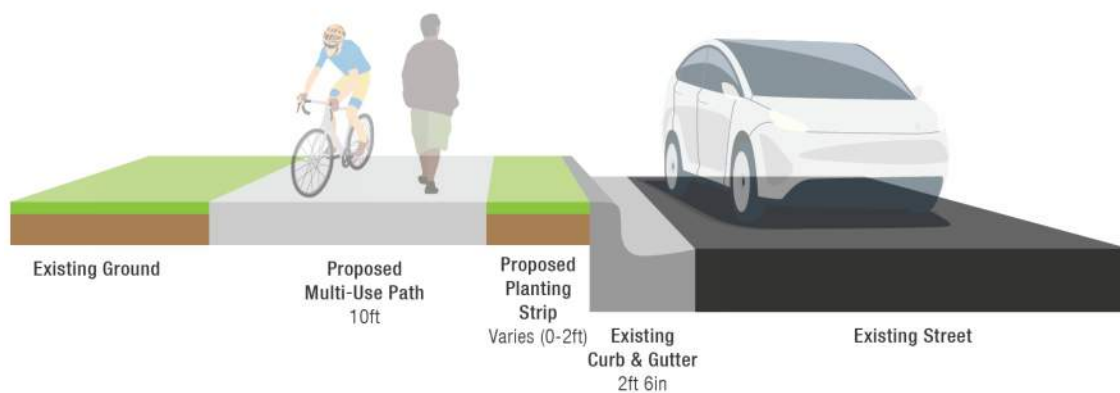 Existing Ground
Proposed
Multi-Use Path
10ft
Proposed
Planting
Strip
Varies (0-2ft)
Existing
Curb & Gutter
2ft 6in
Existing Street